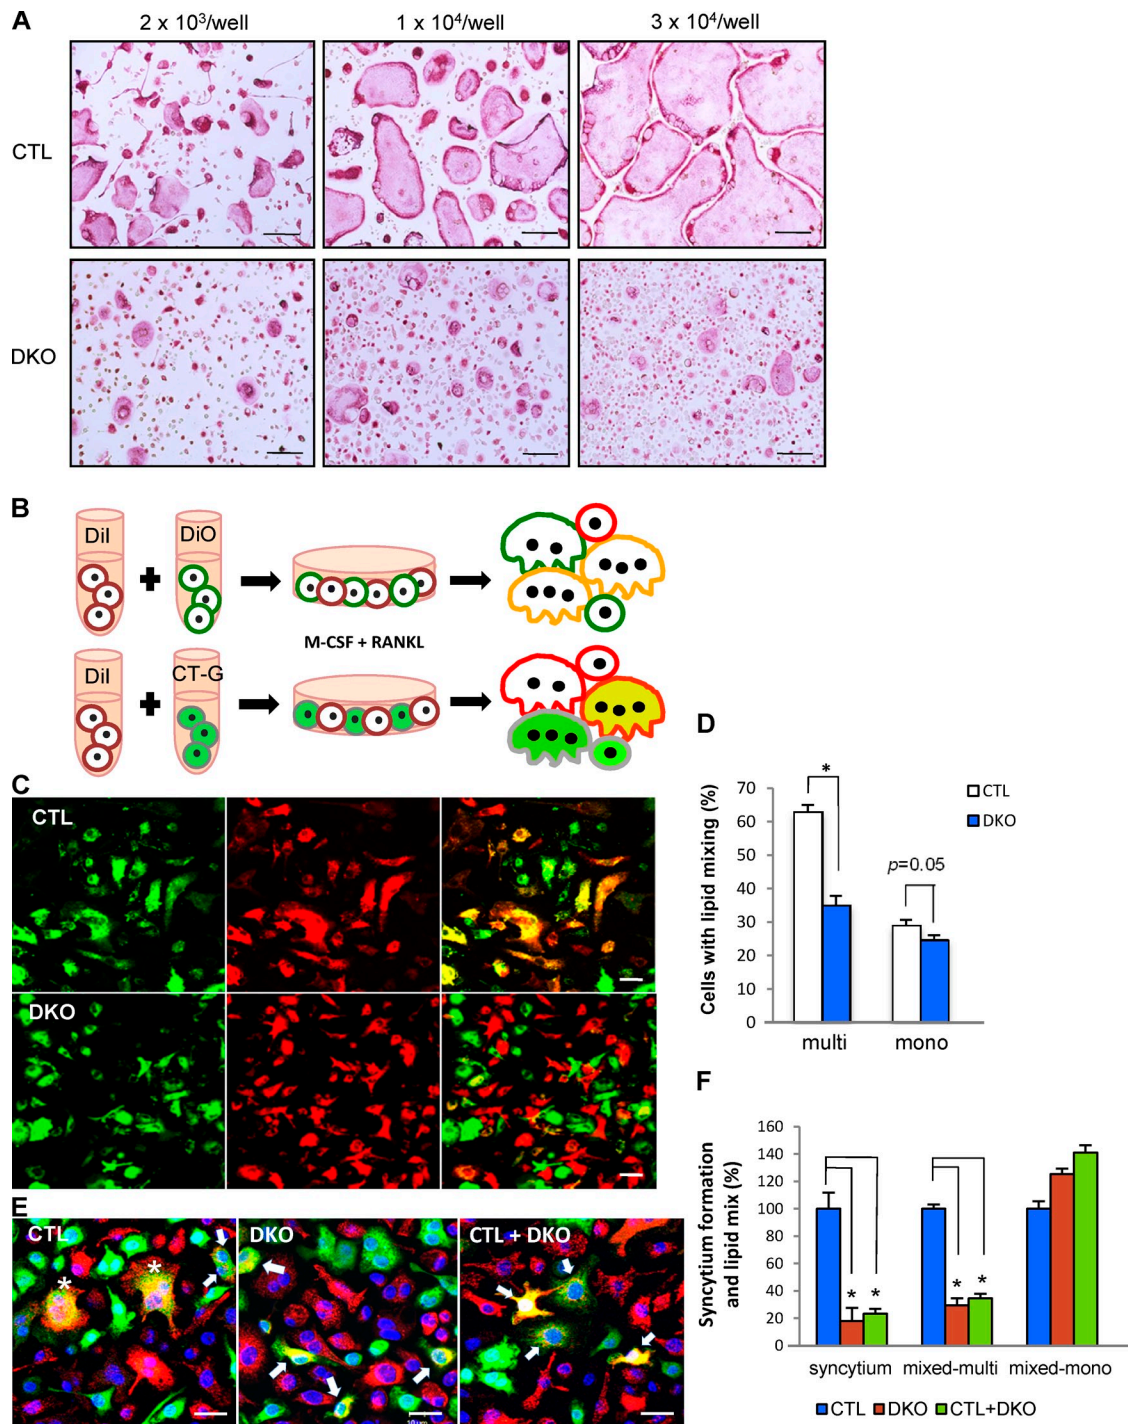 A
2 x 10³/well
1 x 10⁴/well
3 x 10⁴/well
CTL
DKO
B
DiI
DiO
M-CSF + RANKL
DiI
CT-G
C
CTL
DKO
D
Cells with lipid mixing (%)
70
60
50
40
30
20
10
0
*
p=0.05
CTL
DKO
multi
mono
E
CTL
DKO
CTL + DKO
*
*
10 µm
F
Syncytium formation
and lipid mix (%)
160
140
120
100
80
60
40
20
0
* *
* *
syncytium
mixed-multi
mixed-mono
CTL
DKO
CTL+DKO